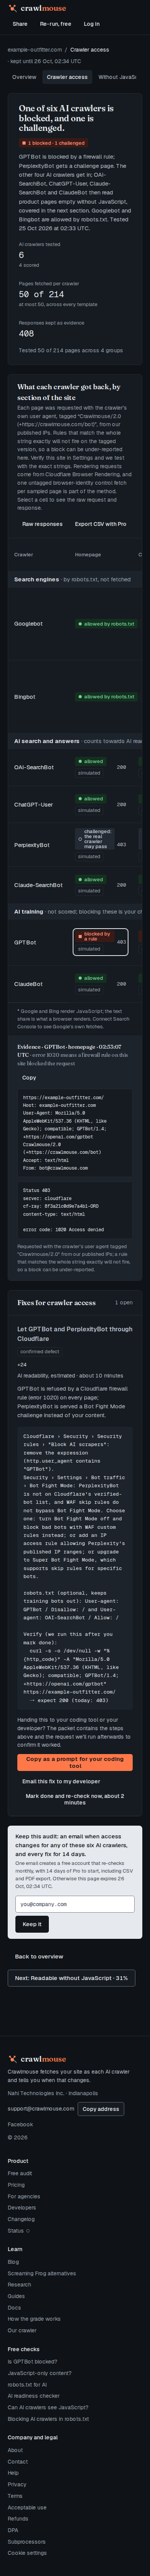 crawlmouse
Share
Re-run, free
Log in
example-outfitter.com / Crawler access
· kept until 26 Oct, 02:34 UTC
Overview
Crawler access
Without JavaSc
One of six AI crawlers is
blocked, and one is
challenged.
1 blocked · 1 challenged
GPTBot is blocked by a firewall rule;
PerplexityBot gets a challenge page. The
other four AI crawlers get in; OAI-
SearchBot, ChatGPT-User, Claude-
SearchBot and ClaudeBot then read
product pages empty without JavaScript,
covered in the next section. Googlebot and
Bingbot are allowed by robots.txt. Tested
25 Oct 2026 at 02:33 UTC.
AI crawlers tested
6
4 scored
Pages fetched per crawler
50 of 214
at most 50, across every template
Responses kept as evidence
408
Tested 50 of 214 pages across 4 groups
What each crawler got back, by
section of the site
Each page was requested with the crawler's
own user agent, tagged "Crawlmouse/2.0
(+https://crawlmouse.com/bot)", from our
published IPs. Rules that match the whole
string exactly will not fire on the tagged
version, so a block can be under-reported
here. Verify this site in Settings and we test
with the exact strings. Rendering requests
come from Cloudflare Browser Rendering, and
one untagged browser-identity control fetch
per sampled page is part of the method.
Select a cell to see the raw request and
response.
Raw responses
Export CSV with Pro
Crawler
Homepage
Search engines · by robots.txt, not fetched
Googlebot
allowed by robots.txt
Bingbot
allowed by robots.txt
AI search and answers · counts towards AI read
OAI-SearchBot
allowed
200
simulated
ChatGPT-User
allowed
200
simulated
PerplexityBot
challenged:
the real
crawler
may pass
403
simulated
Claude-SearchBot
allowed
200
simulated
AI training · not scored; blocking these is your ch
GPTBot
blocked by
a rule
403
simulated
ClaudeBot
allowed
200
simulated
* Google and Bing render JavaScript; the text
share is what a browser renders. Connect Search
Console to see Google's own fetches.
Evidence · GPTBot · homepage · 02:33:07
UTC · error 1020 means a firewall rule on this
site blocked the request
Copy
https://example-outfitter.com/
Host: example-outfitter.com
User-Agent: Mozilla/5.0
AppleWebKit/537.36 (KHTML, like
Gecko); compatible; GPTBot/1.4;
+https://openai.com/gptbot
Crawlmouse/2.0
(+https://crawlmouse.com/bot)
Accept: text/html
From: bot@crawlmouse.com
Status 403
server: cloudflare
cf-ray: 8f3a21c0d9e7a4b1-ORD
content-type: text/html
error code: 1020 Access denied
Requested with the crawler's user agent tagged
"Crawlmouse/2.0" from our published IPs; a rule
that matches the whole string exactly will not fire,
so a block can be under-reported.
Fixes for crawler access
1 open
Let GPTBot and PerplexityBot through
Cloudflare
confirmed defect
+24
AI readability, estimated · about 10 minutes
GPTBot is refused by a Cloudflare firewall
rule (error 1020) on every page;
PerplexityBot is served a Bot Fight Mode
challenge instead of your content.
Cloudflare › Security › Security
rules › "Block AI scrapers":
remove the expression
(http.user_agent contains
"GPTBot").
Security › Settings › Bot traffic
› Bot Fight Mode: PerplexityBot
is not on Cloudflare's verified-
bot list, and WAF skip rules do
not bypass Bot Fight Mode. Choose
one: turn Bot Fight Mode off and
block bad bots with WAF custom
rules instead; or add an IP
access rule allowing Perplexity's
published IP ranges; or upgrade
to Super Bot Fight Mode, which
supports skip rules for specific
bots.
robots.txt (optional, keeps
training bots out): User-agent:
GPTBot / Disallow: / and User-
agent: OAI-SearchBot / Allow: /
Verify (we run this after you
mark done):
curl -s -o /dev/null -w "%
{http_code}" -A "Mozilla/5.0
AppleWebKit/537.36 (KHTML, like
Gecko); compatible; GPTBot/1.4;
+https://openai.com/gptbot"
https://example-outfitter.com/
→ expect 200 (today: 403)
Handing this to your coding tool or your
developer? The packet contains the steps
above and the request we'll rerun afterwards to
confirm it worked.
Copy as a prompt for your coding
tool
Email this fix to my developer
Mark done and re-check now, about 2
minutes
Keep this audit: an email when access
changes for any of these six AI crawlers,
and every fix for 14 days.
One email creates a free account that re-checks
monthly, with 14 days of Pro to start, including CSV
and PDF export. Otherwise this page expires 26
Oct, 02:34 UTC.
you@company.com
Keep it
Back to overview
Next: Readable without JavaScript · 31%
crawlmouse
Crawlmouse fetches your site as each AI crawler
and tells you when that changes.
Nahl Technologies Inc. · Indianapolis
support@crawlmouse.com
Copy address
Facebook
© 2026
Product
Free audit
Pricing
For agencies
Developers
Changelog
Status
Learn
Blog
Screaming Frog alternatives
Research
Guides
Docs
How the grade works
Our crawler
Free checks
Is GPTBot blocked?
JavaScript-only content?
robots.txt for AI
AI readiness checker
Can AI crawlers see JavaScript?
Blocking AI crawlers in robots.txt
Company and legal
About
Contact
Help
Privacy
Terms
Acceptable use
Refunds
DPA
Subprocessors
Cookie settings